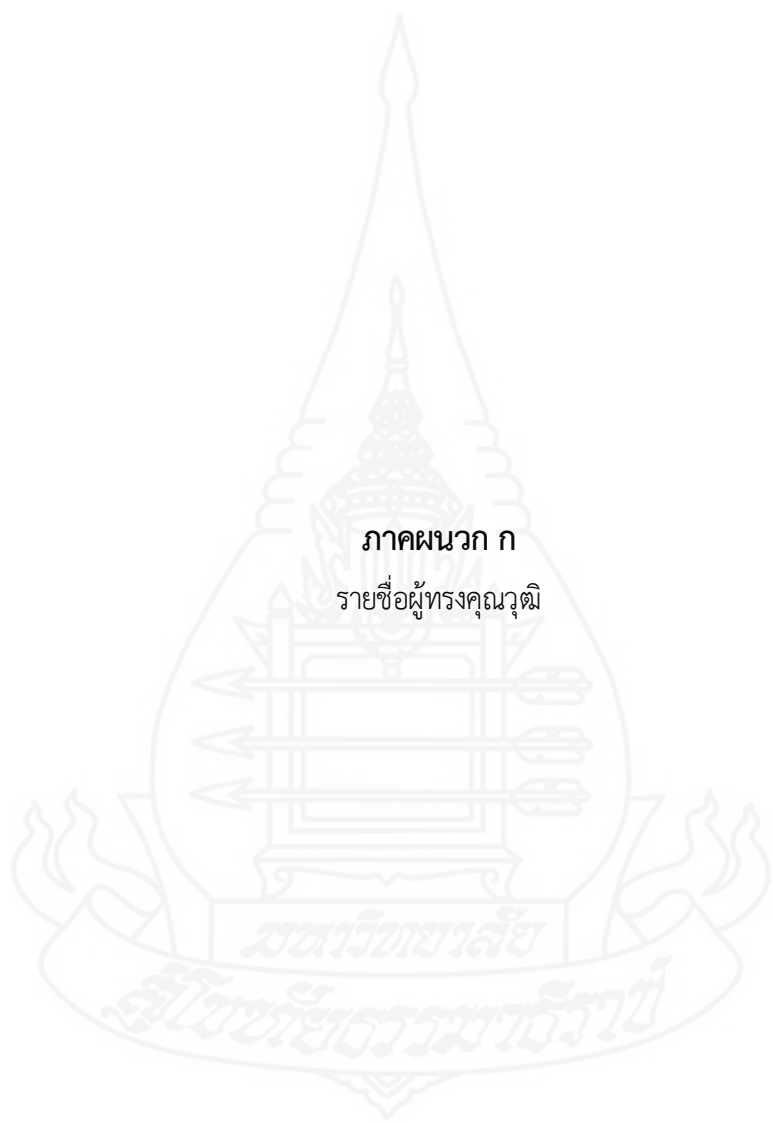 ภาคผนวก ก
รายชื่อผู้ทรงคุณวุฒิ
มหาวิทยาลัย
สุโขทัยธรรมาธิราช